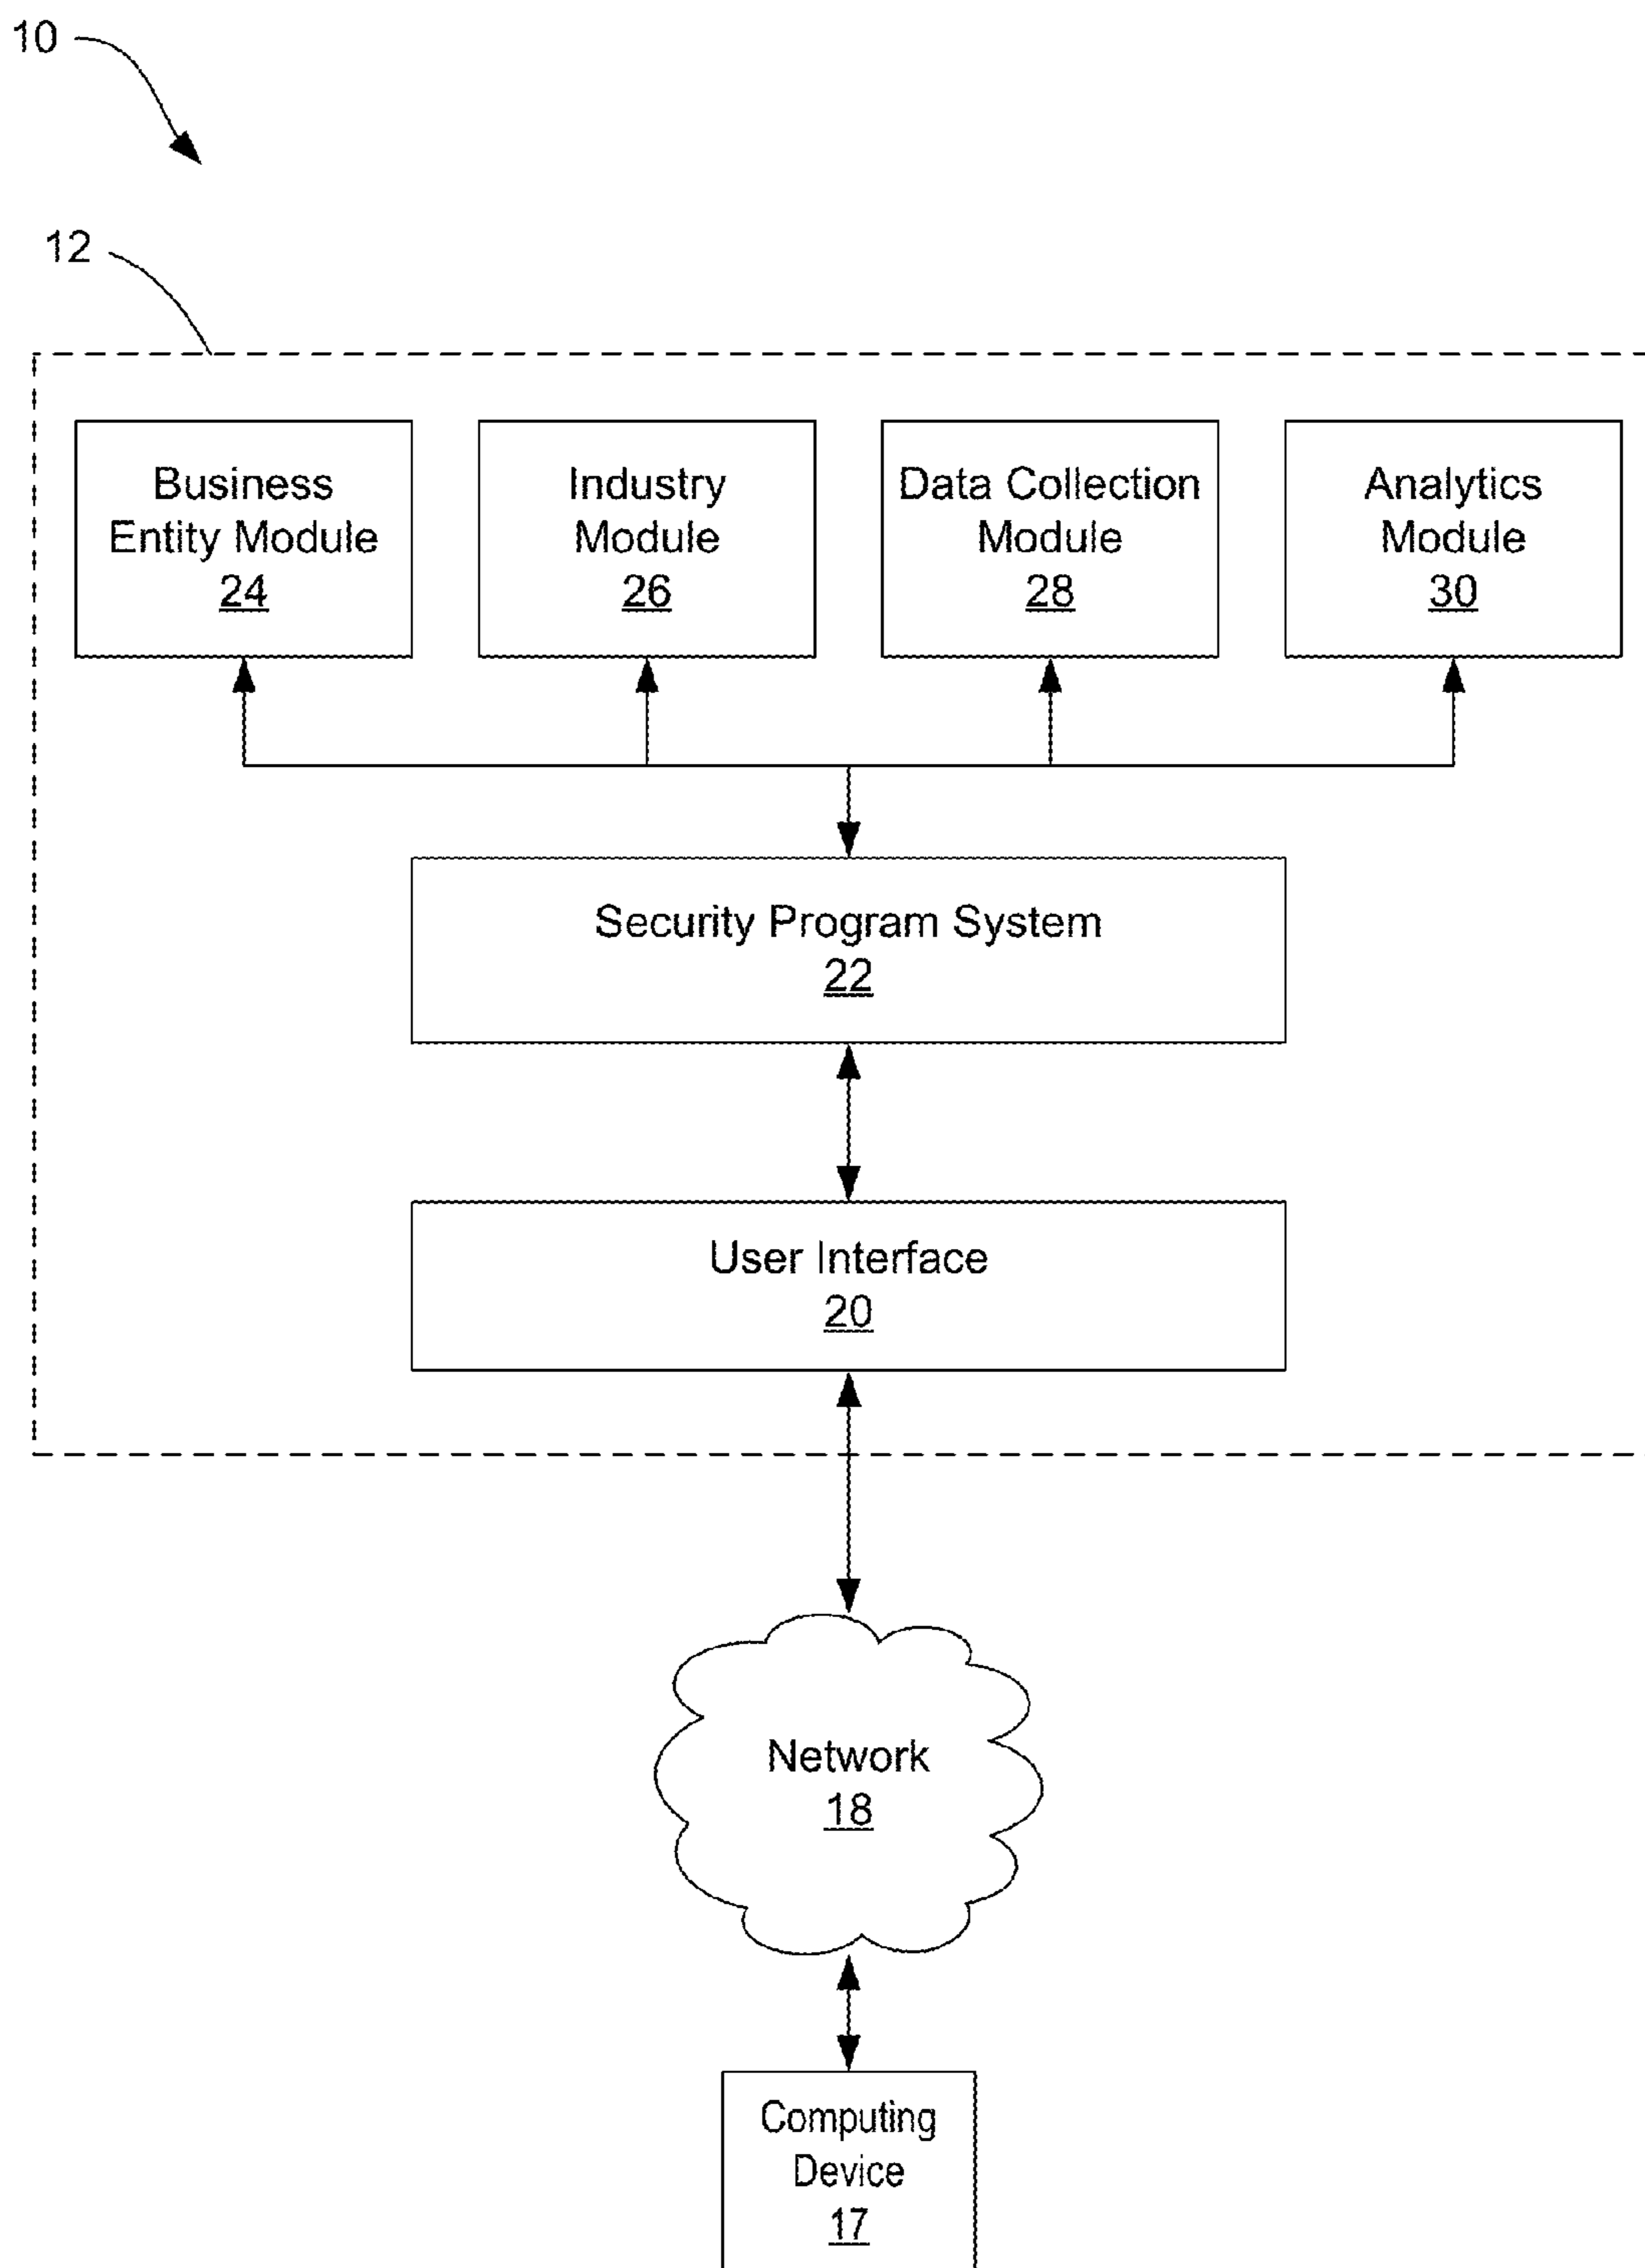 10
12
Business
Entity Module
24
Industry
Module
26
Data Collection
Module
28
Analytics
Module
30
Security Program System
22
User Interface
20
Network
18
Computing
Device
17